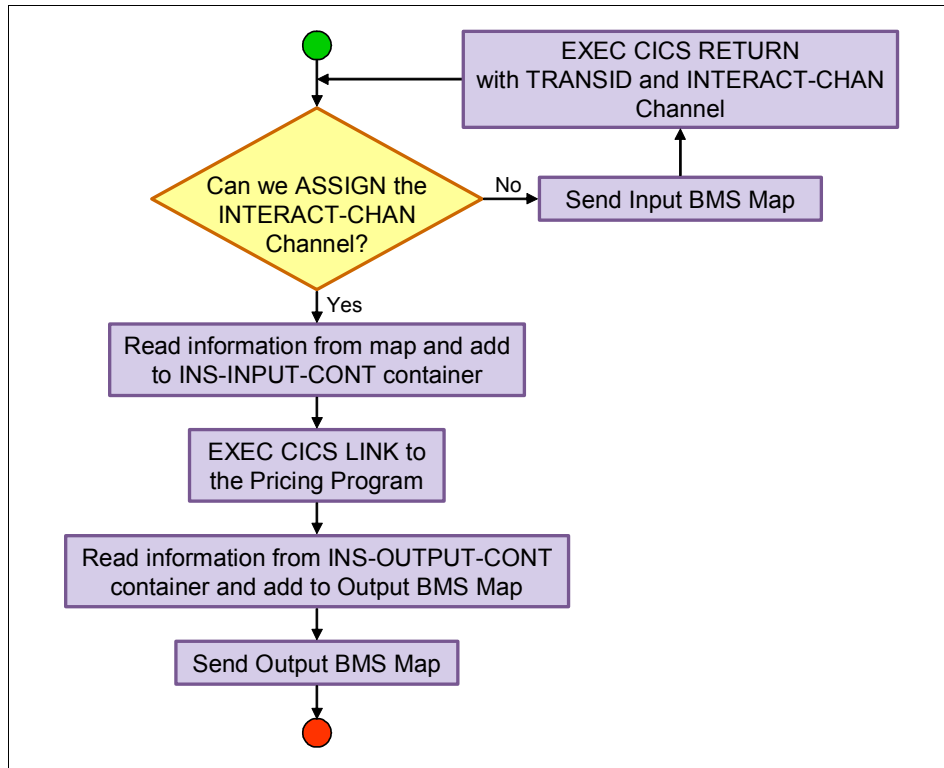 EXEC CICS RETURN
with TRANSID and INTERACT-CHAN
Channel
Can we ASSIGN the
INTERACT-CHAN
Channel?
No
Send Input BMS Map
Yes
Read information from map and add
to INS-INPUT-CONT container
EXEC CICS LINK to
the Pricing Program
Read information from INS-OUTPUT-CONT
container and add to Output BMS Map
Send Output BMS Map